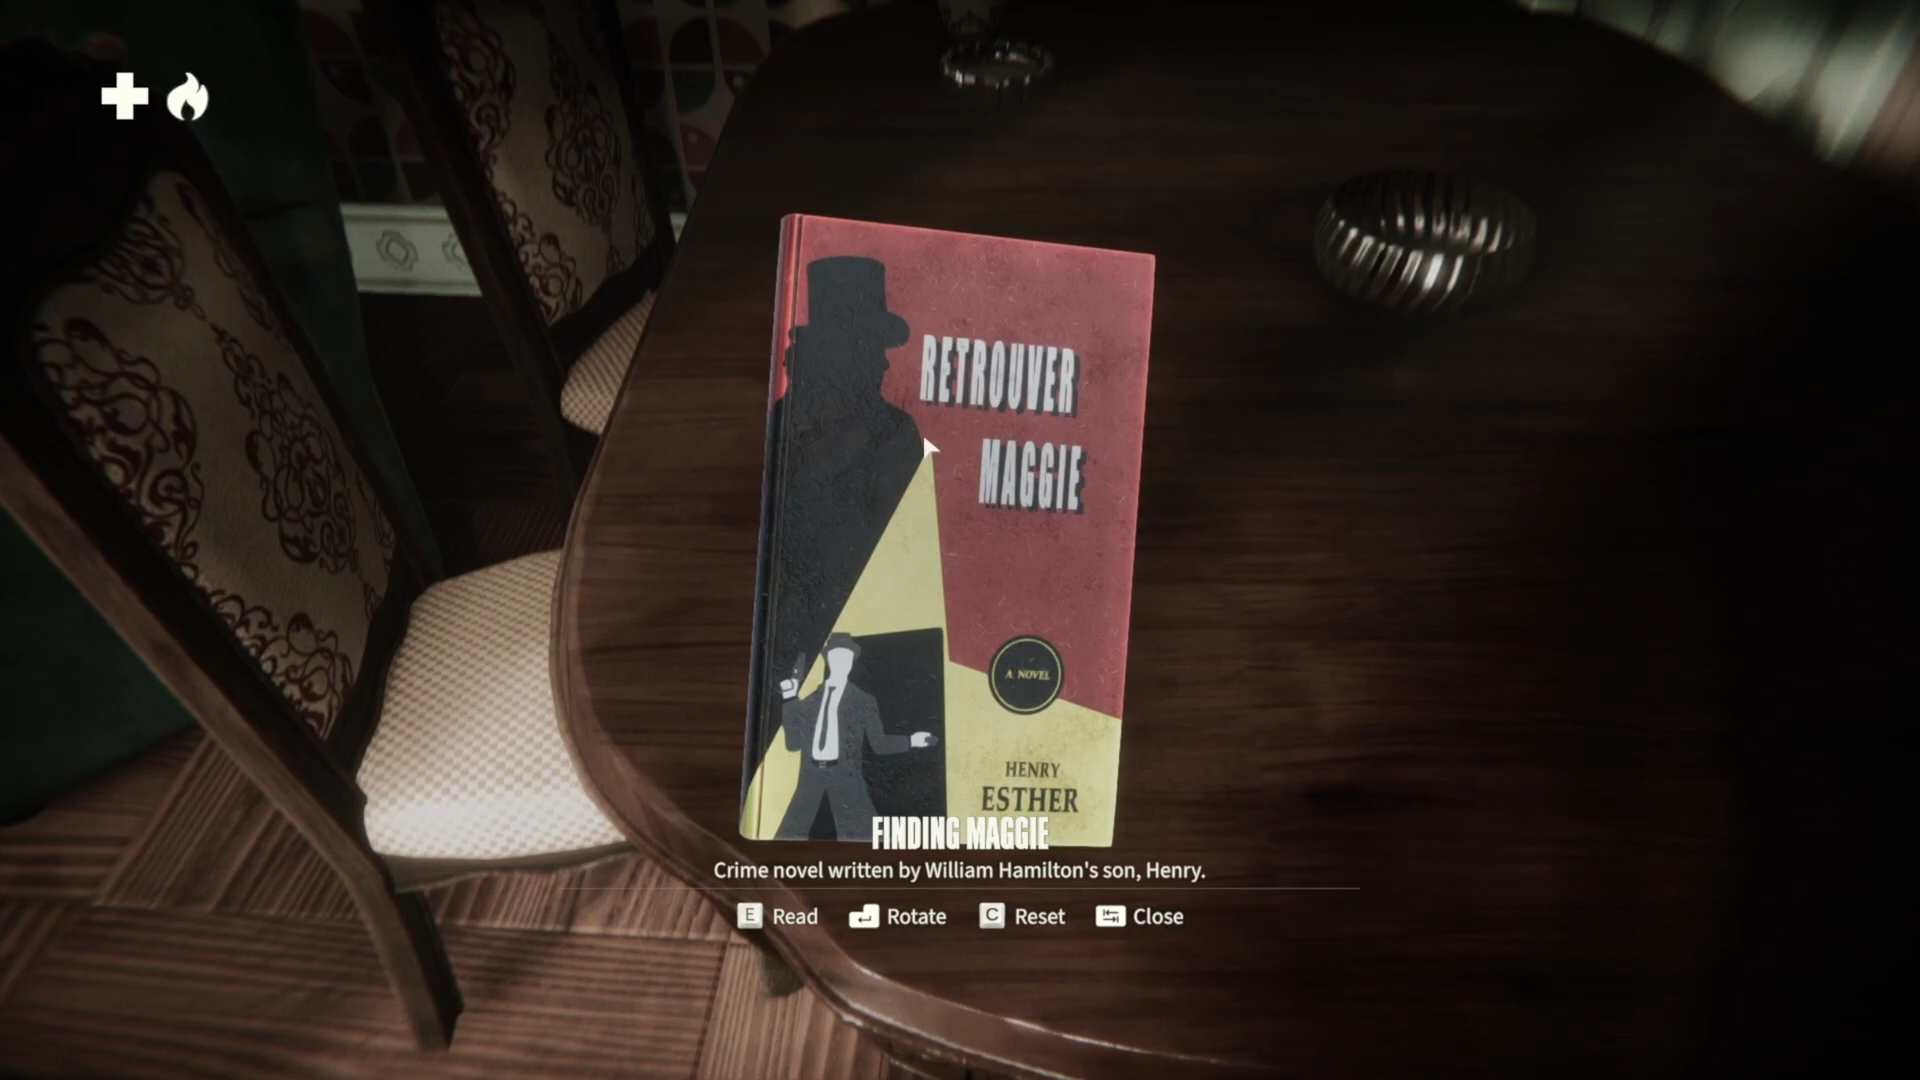 RETROUVER
MAGGIE
A NOVEL
HENRY
ESTHER
FINDING MAGGIE
Crime novel written by William Hamilton's son, Henry.
E Read Rotate C Reset Close